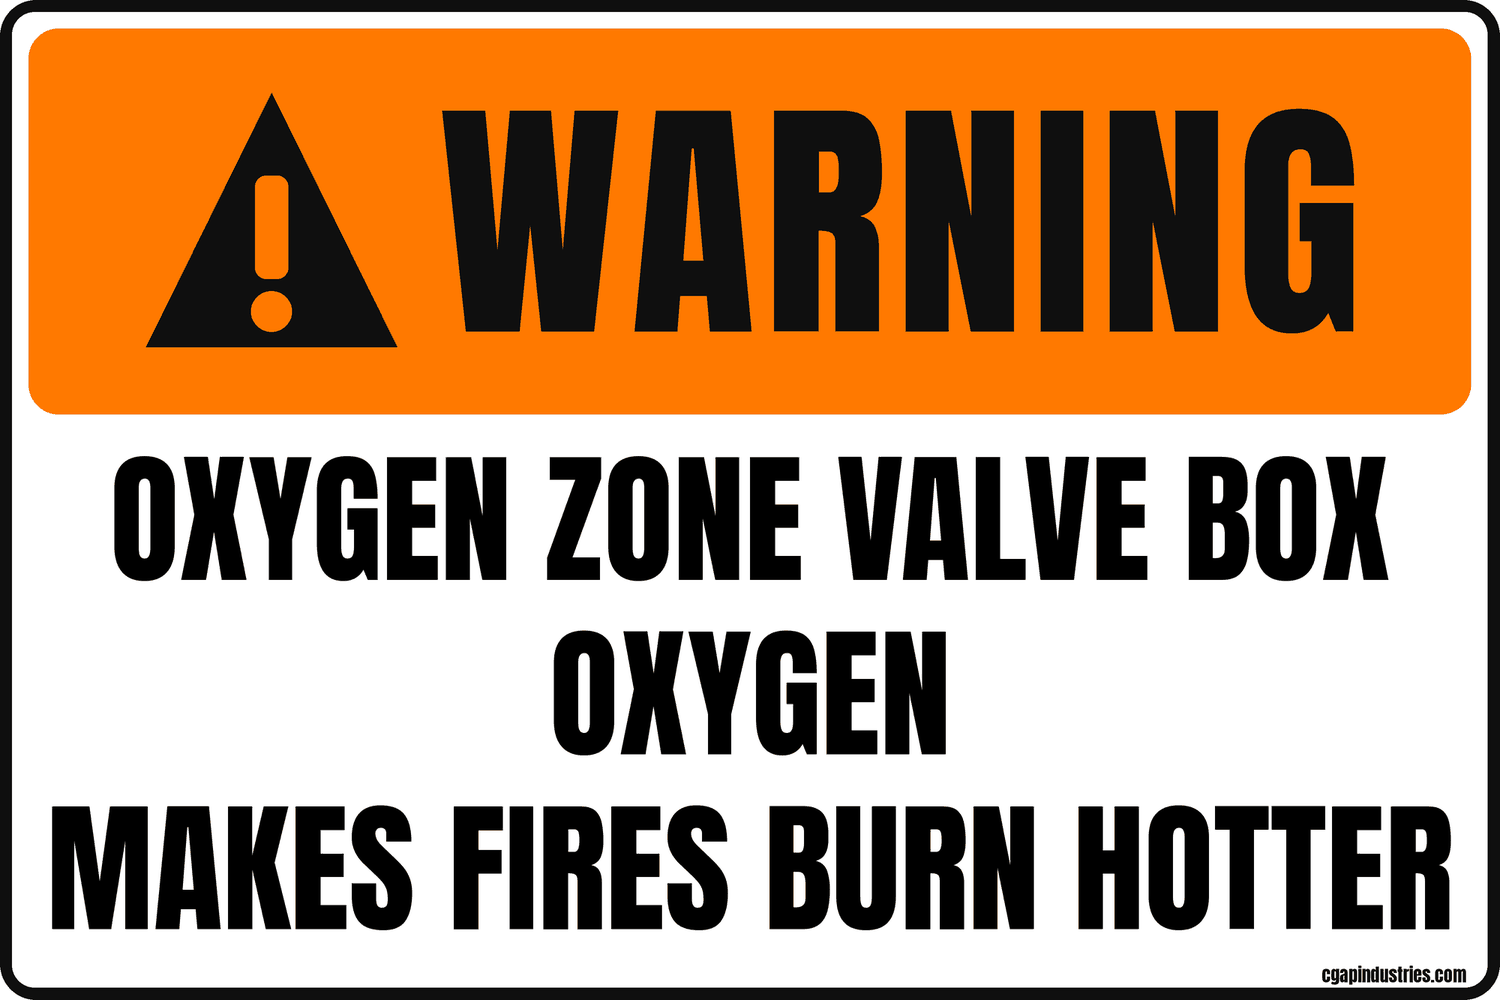 WARNING
OXYGEN ZONE VALVE BOX
OXYGEN
MAKES FIRES BURN HOTTER
cgapindustries.com